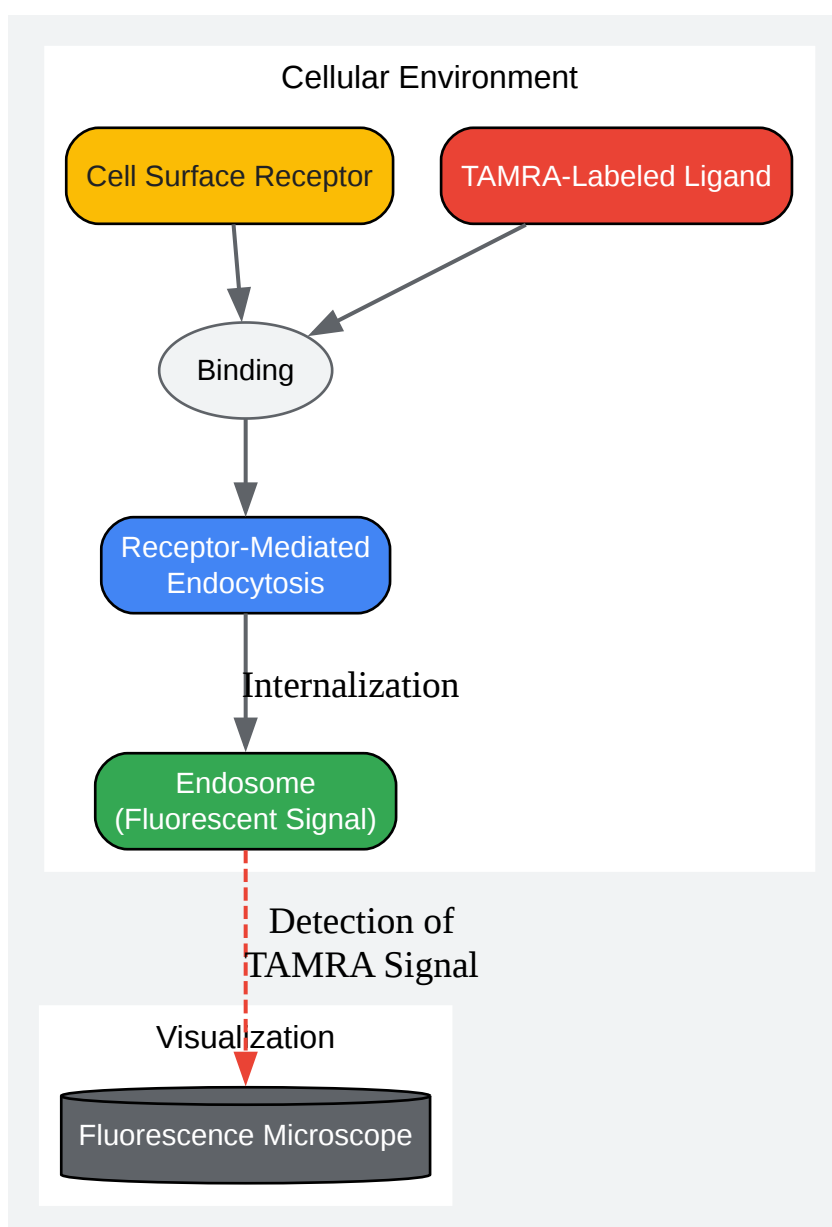 Cellular Environment
Cell Surface Receptor
TAMRA-Labeled Ligand
Binding
Receptor-Mediated
Endocytosis
Internalization
Endosome
(Fluorescent Signal)
Detection of
TAMRA Signal
Visualization
Fluorescence Microscope